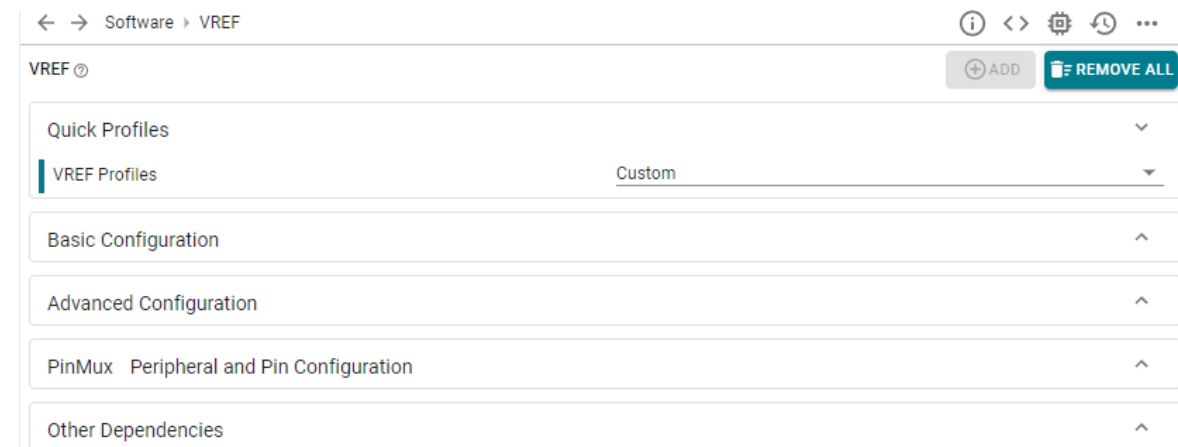 Software VREF
VREF
ADD REMOVE ALL
Quick Profiles
VREF Profiles Custom
Basic Configuration
Advanced Configuration
PinMux Peripheral and Pin Configuration
Other Dependencies